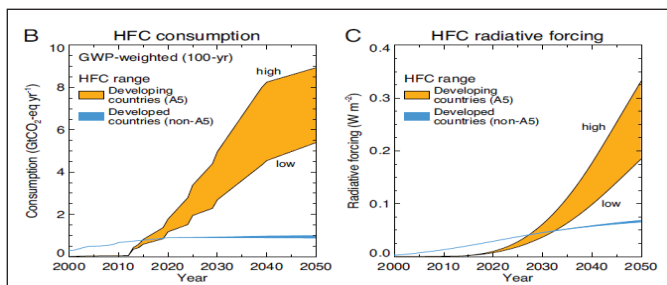 B
HFC consumption
10
8
6
4
2
0
Consumption (GtCO2-eq yr⁻¹)
GWP-weighted (100-yr)
HFC range
Developing
countries (A5)
Developed
countries (non-A5)
high
low
2000 2010 2020 2030 2040 2050
Year
C
HFC radiative forcing
0.4
0.3
0.2
0.1
0.0
Radiative forcing (W m⁻²)
HFC range
Developing
countries (A5)
Developed
countries (non-A5)
high
low
2000 2010 2020 2030 2040 2050
Year